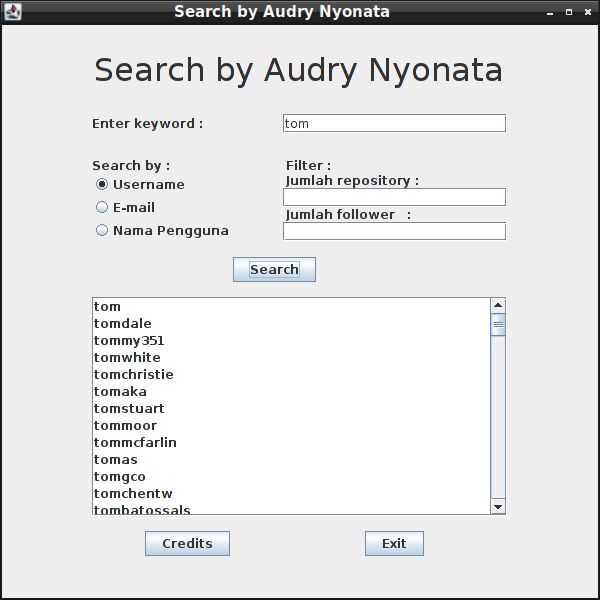 Search by Audry Nyonata
Search by Audry Nyonata
Enter keyword : tom
Search by :
Username
E-mail
Nama Pengguna
Filter :
Jumlah repository :
Jumlah follower :
Search
tom
tomdale
tommy351
tomwhite
tomchristie
tomaka
tomstuart
tommoor
tommcfarlin
tomas
tomgco
tomchentw
tombatossals
Credits
Exit